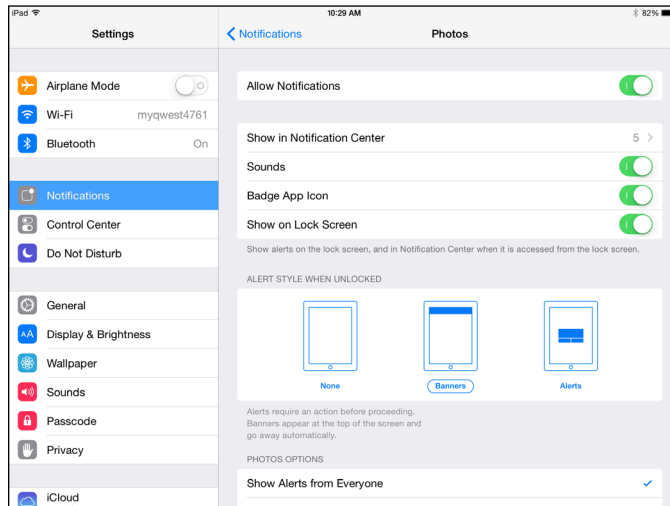 iPad
10:29 AM
82%
Settings
Notifications
Photos
Airplane Mode
Wi-Fi
myqwest4761
Bluetooth
On
Notifications
Control Center
Do Not Disturb
General
AA
Display & Brightness
Wallpaper
Sounds
Passcode
Privacy
iCloud
Allow Notifications
Show in Notification Center
5
Sounds
Badge App Icon
Show on Lock Screen
Show alerts on the lock screen, and in Notification Center when it is accessed from the lock screen.
ALERT STYLE WHEN UNLOCKED
None
Banners
Alerts
Alerts require an action before proceeding.
Banners appear at the top of the screen and
go away automatically.
PHOTOS OPTIONS
Show Alerts from Everyone